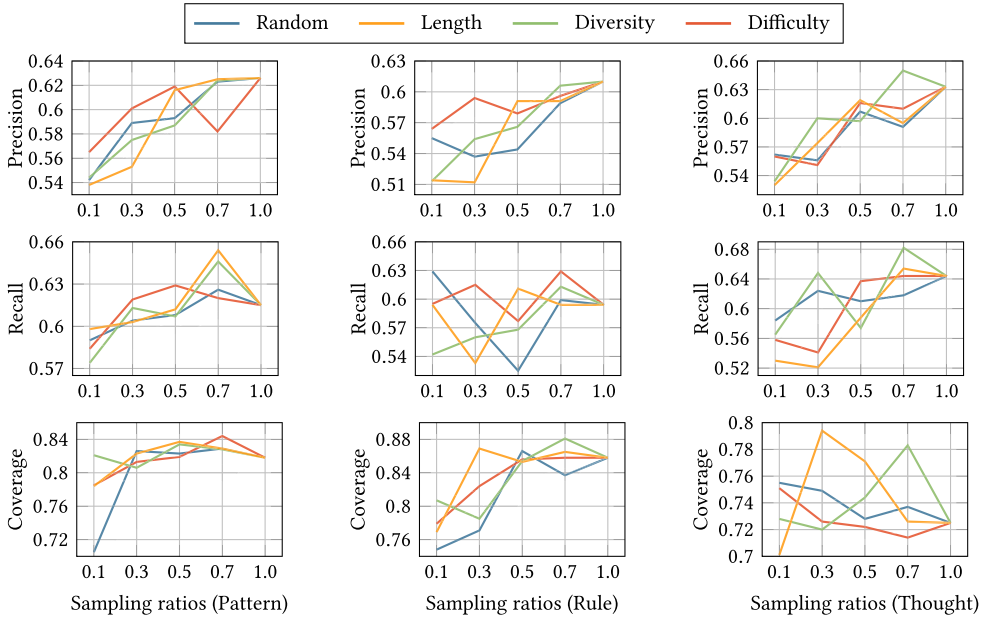 Random Length Diversity Difficulty
Precision
0.64
0.62
0.6
0.58
0.56
0.54
0.1 0.3 0.5 0.7 1.0
Precision
0.63
0.6
0.57
0.54
0.51
0.1 0.3 0.5 0.7 1.0
Precision
0.66
0.63
0.6
0.57
0.54
0.1 0.3 0.5 0.7 1.0
Recall
0.66
0.63
0.6
0.57
0.1 0.3 0.5 0.7 1.0
Recall
0.66
0.63
0.6
0.57
0.54
0.1 0.3 0.5 0.7 1.0
Recall
0.68
0.64
0.6
0.56
0.52
0.1 0.3 0.5 0.7 1.0
Coverage
0.84
0.8
0.76
0.72
0.1 0.3 0.5 0.7 1.0
Sampling ratios (Pattern)
Coverage
0.88
0.84
0.8
0.76
0.1 0.3 0.5 0.7 1.0
Sampling ratios (Rule)
Coverage
0.8
0.78
0.76
0.74
0.72
0.7
0.1 0.3 0.5 0.7 1.0
Sampling ratios (Thought)